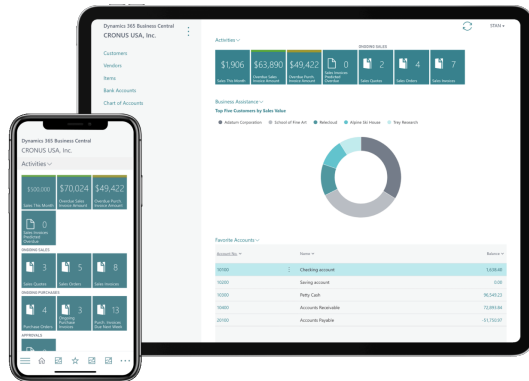 Dynamics 365 Business Central
CRONUS USA, Inc.
Customers
Vendors
Items
Bank Accounts
Chart of Accounts
STAN
Activities
ONGOING SALES
$1,906
Sales This Month
$63,890
Overdue Sales
Invoice Amount
$49,422
Overdue Purch.
Invoice Amount
0
Sales Invoices
Predicted
Overdue
2
Sales Quotes
4
Sales Orders
7
Sales Invoices
Business Assistance
Top Five Customers by Sales Value
Adatum Corporation School of Fine Art Relecloud Alpine Ski House Trey Research
Favorite Accounts
Account No. Name Balance
10100 Checking account
10200 Saving account 0.00
10300 Petty Cash
Accounts Receivable
20100 Accounts Payable
Dynamics 365 Business Central
CRONUS USA, Inc.
Activities
$500,000
Sales This Month
$70,024
Overdue Sales
Invoice Amount
$49,422
Overdue Purch.
Invoice Amount
0
Sales Invoices
Predicted
Overdue
ONGOING SALES
3
Sales Quotes
5
Sales Orders
8
Sales Invoices
ONGOING PURCHASES
4
Purchase Orders
3
Ongoing
Purchase
Invoices
13
Purch. Invoices
Due Next Week
APPROVALS